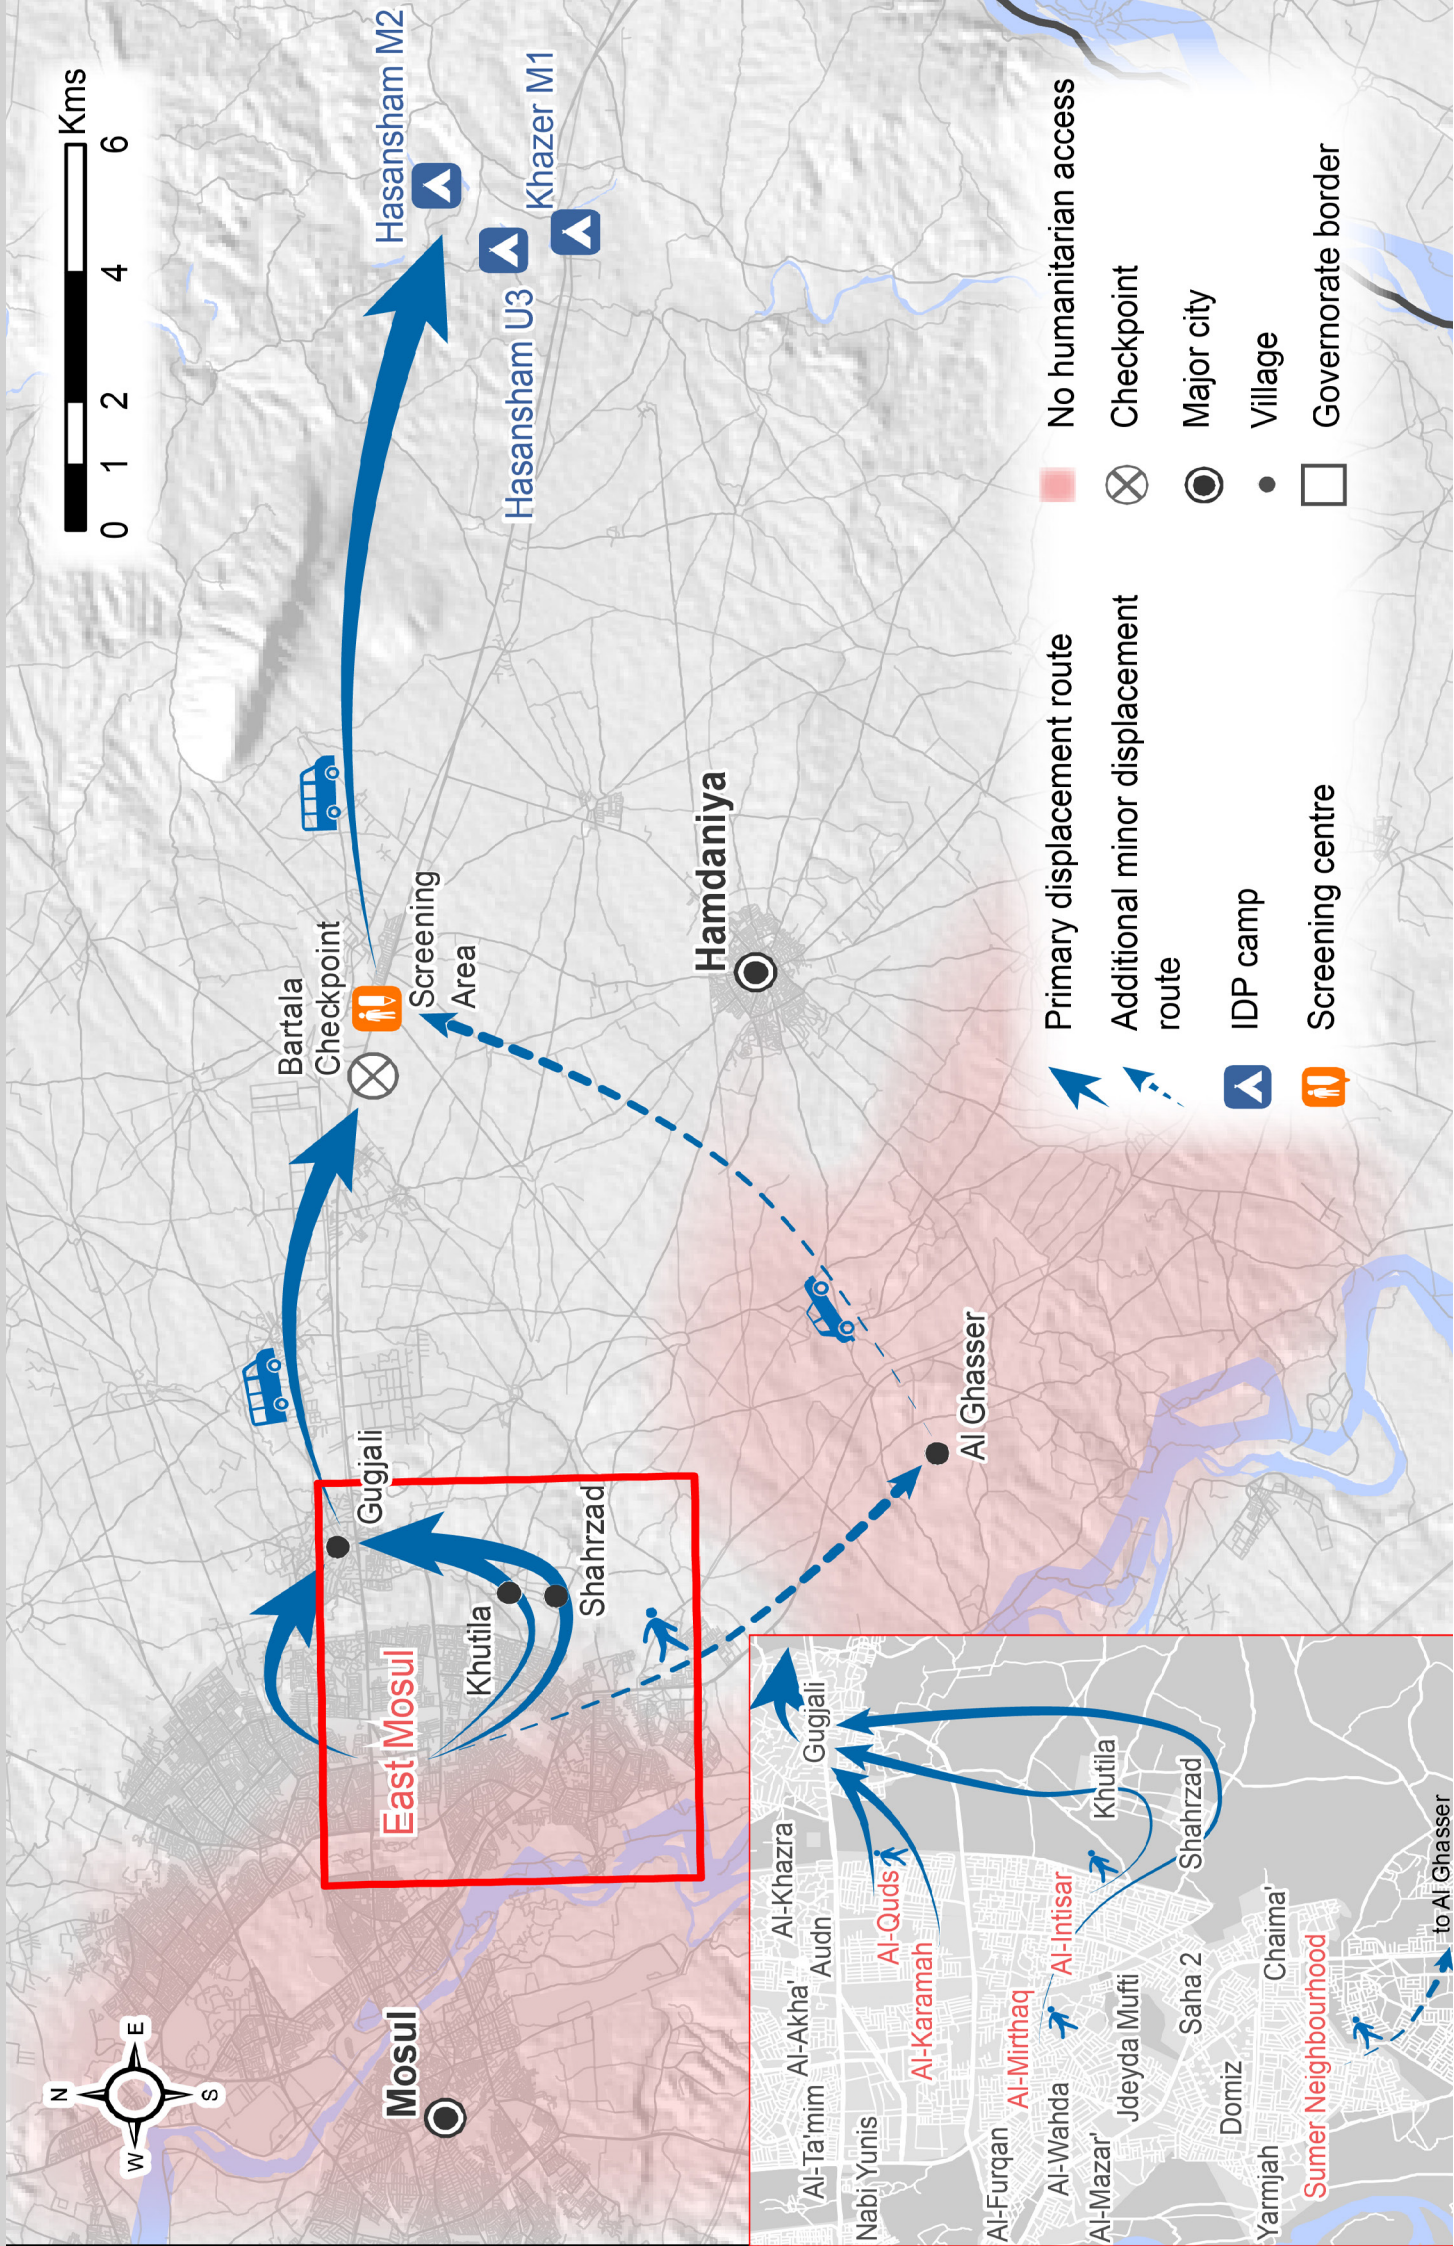 N
W
E
S
0
1
2
4
6
Kms
Mosul
East Mosul
Gugjali
Khutila
Shahrzad
Bartala
Checkpoint
Screening
Area
Hasansham M2
Hasansham U3
Khazer M1
Hamdaniya
Al Ghasser
Primary displacement route
Additional minor displacement
route
IDP camp
Screening centre
No humanitarian access
Checkpoint
Major city
Village
Governorate border
Al-Khazra
Gugjali
Audn
Al-Akha'
Al-Ta'mim
Nabi Yunis
Al-Quds
Al-Karamah
Al-Furqan
Al-Mirthaq
Al-Intisar
Khutila
Al-Wahda
Al-Mazar'
Jdeyda Mufti
Shahrzad
Saha 2
Domiz
Chaima'
Yarmjah
Sumer Neighbourhood
to Al Ghasser